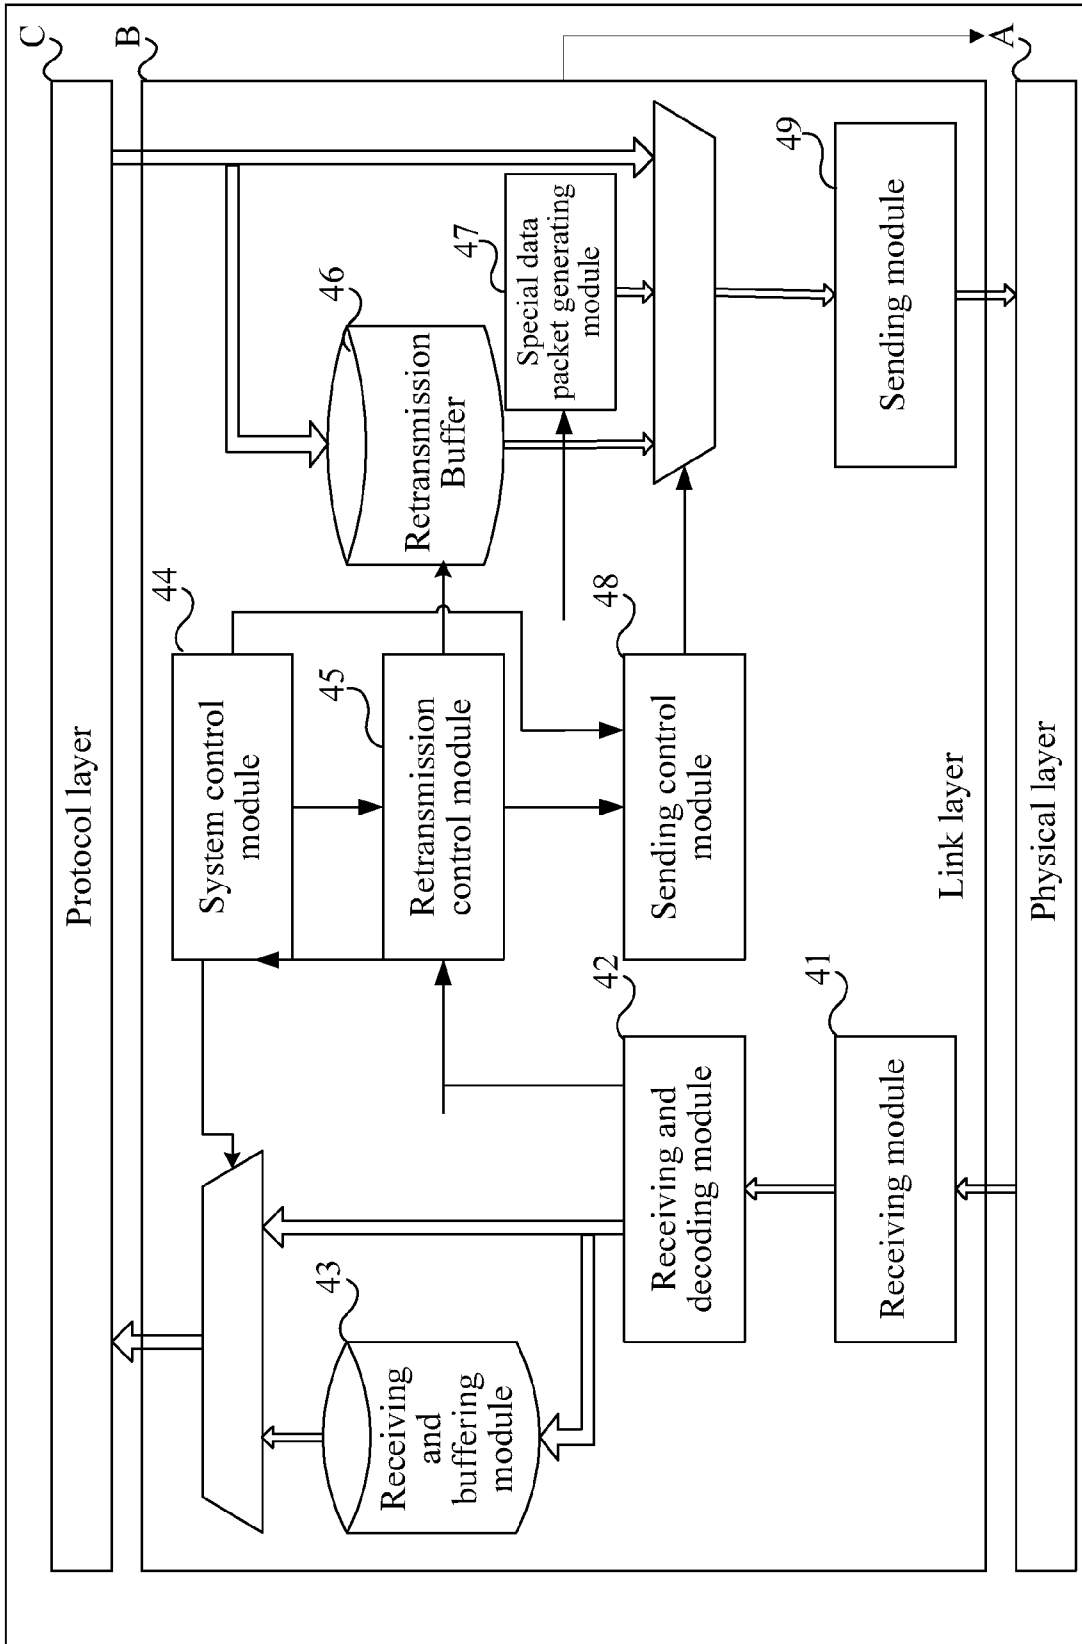 C
Protocol layer
B
44
System control
module
45
Retransmission
control module
46
Retransmission
Buffer
47
Special data
packet generating
module
43
Receiving
and
buffering
module
42
Receiving and
decoding module
48
Sending control
module
41
Receiving module
49
Sending module
Link layer
A
Physical layer